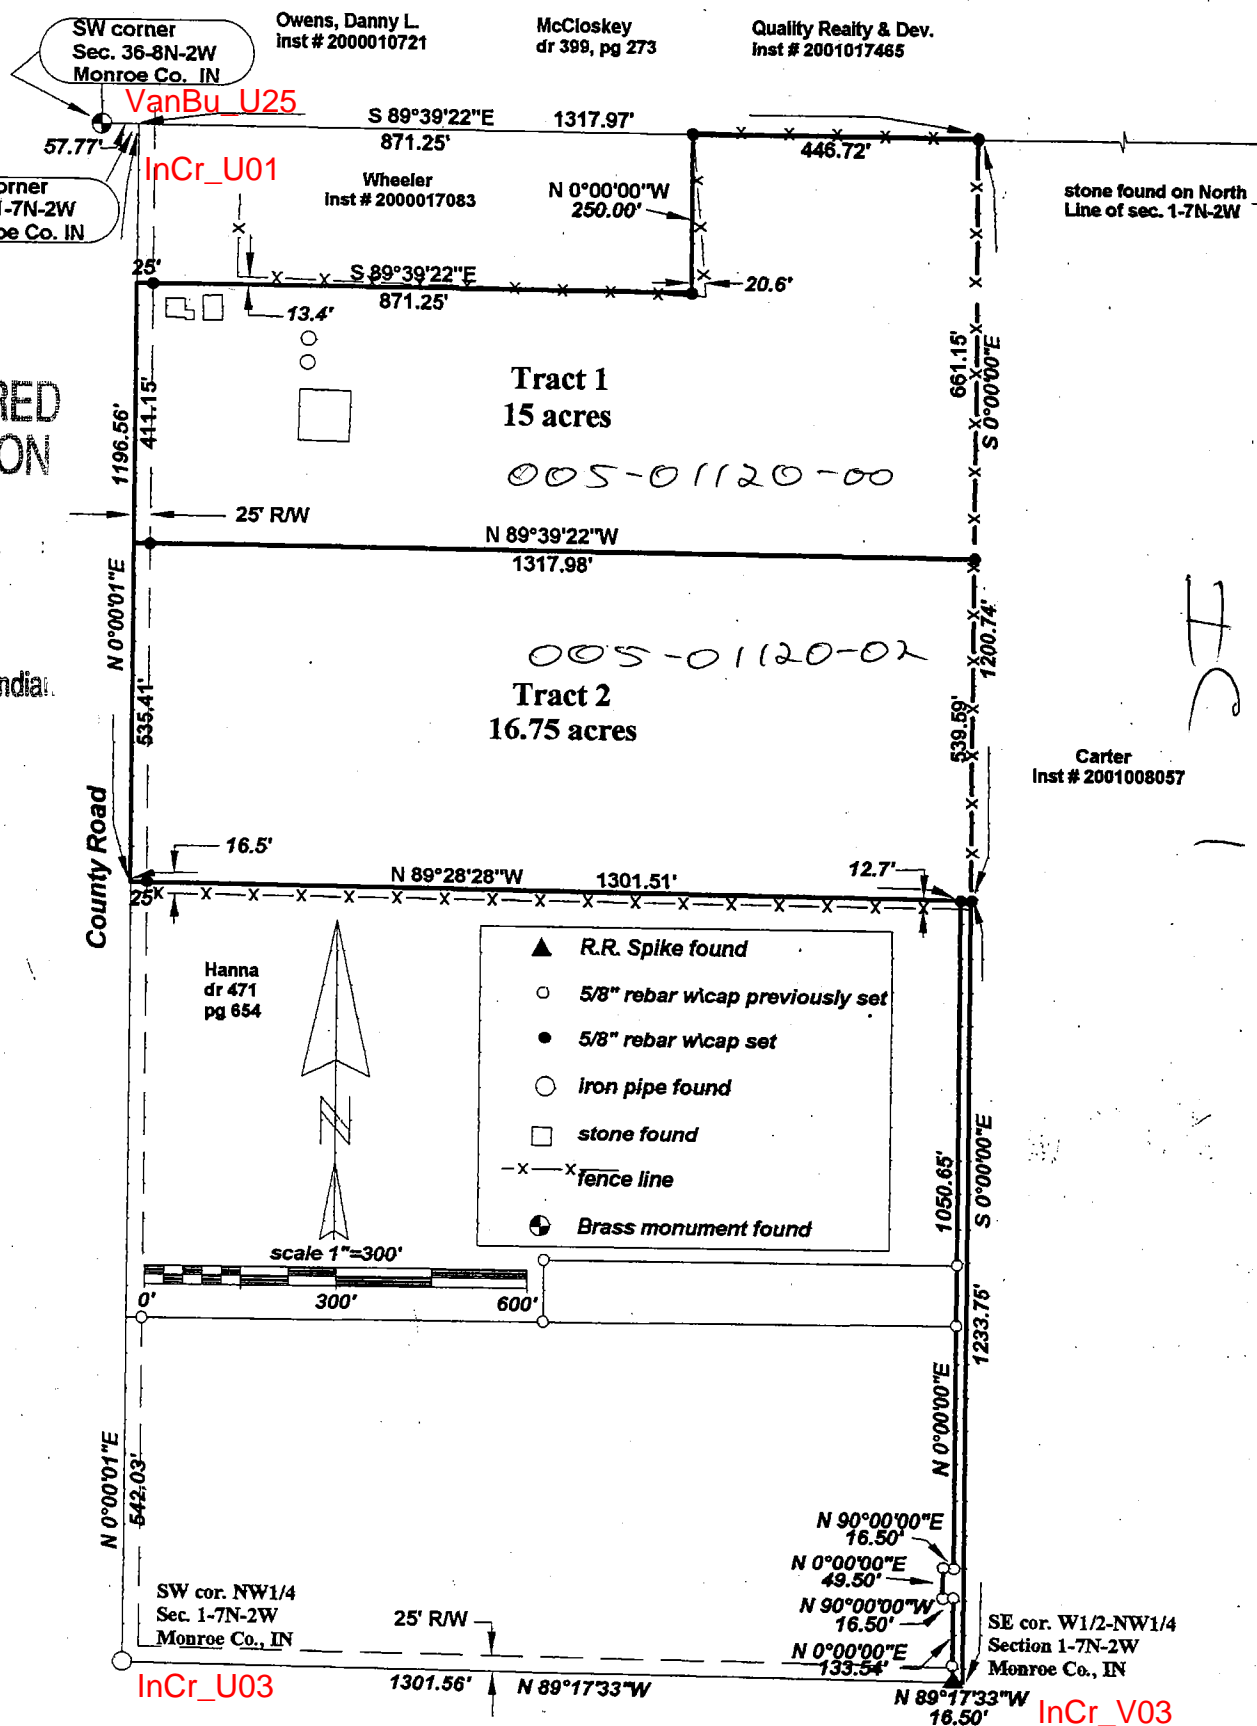 SW corner
Sec. 36-8N-2W
Monroe Co. IN
Owens, Danny L.
inst # 2000010721
McCloskey
dr 399, pg 273
Quality Realty & Dev.
inst # 2001017465
VanBu_U25
57.77'
S 89°39'22"E 1317.97'
871.25'
446.72'
InCr_U01
orner
1-7N-2W
oe Co. IN
Wheeler
inst # 2000017083
N 0°00'00"W
250.00'
stone found on North
Line of sec. 1-7N-2W
25'
S 89°39'22"E
871.25'
20.6'
13.4'
661.15'
S 0°00'00"E
Tract 1
15 acres
RED
ON
1196.56'
411.15'
005-01120-00
25' R/W
N 89°39'22"W
1317.98'
N 0°00'01"E
535.41'
005-01120-02
1200.74'
539.59'
Tract 2
16.75 acres
Carter
inst # 2001008057
County Road
16.5'
25'
N 89°28'28"W 1301.51'
12.7'
Hanna
dr 471
pg 654
R.R. Spike found
5/8" rebar w\cap previously set
5/8" rebar w\cap set
iron pipe found
stone found
-x—x fence line
Brass monument found
N
scale 1"=300'
0' 300' 600'
1050.65'
S 0°00'00"E
1233.75'
N 0°00'00"E
N 0°00'01"E
542.03'
N 90°00'00"E
16.50'
N 0°00'00"E
49.50'
N 90°00'00"W
16.50'
N 0°00'00"E
133.54'
SW cor. NW1/4
Sec. 1-7N-2W
Monroe Co., IN
25' R/W
SE cor. W1/2-NW1/4
Section 1-7N-2W
Monroe Co., IN
InCr_U03
1301.56' N 89°17'33"W
N 89°17'33"W
16.50'
InCr_V03